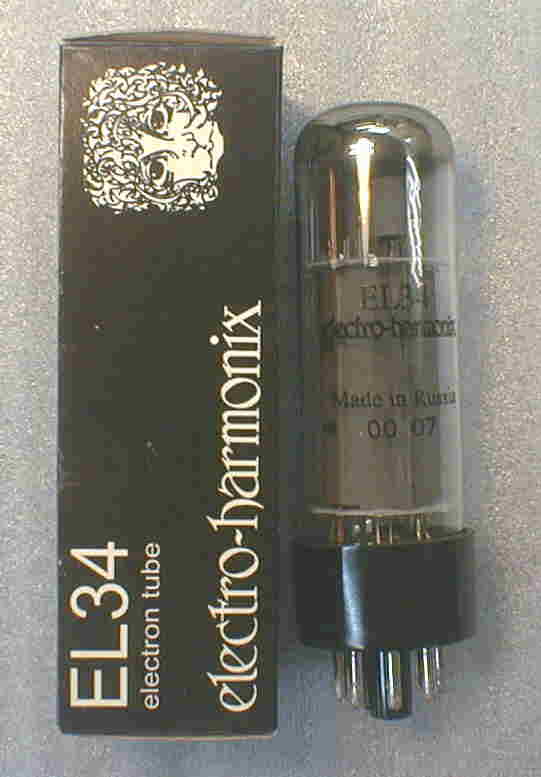 EL34
electron tube
electro-harmonix
EL34
electro-harmonix
Made in Russia
00 07